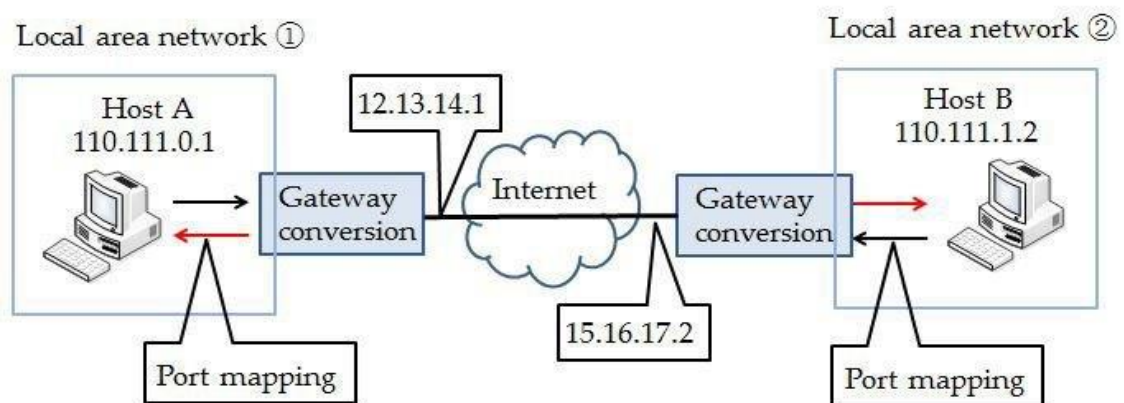 Local area network ①
Local area network ②
Host A
110.111.0.1
12.13.14.1
Host B
110.111.1.2
Gateway
conversion
Internet
Gateway
conversion
15.16.17.2
Port mapping
Port mapping